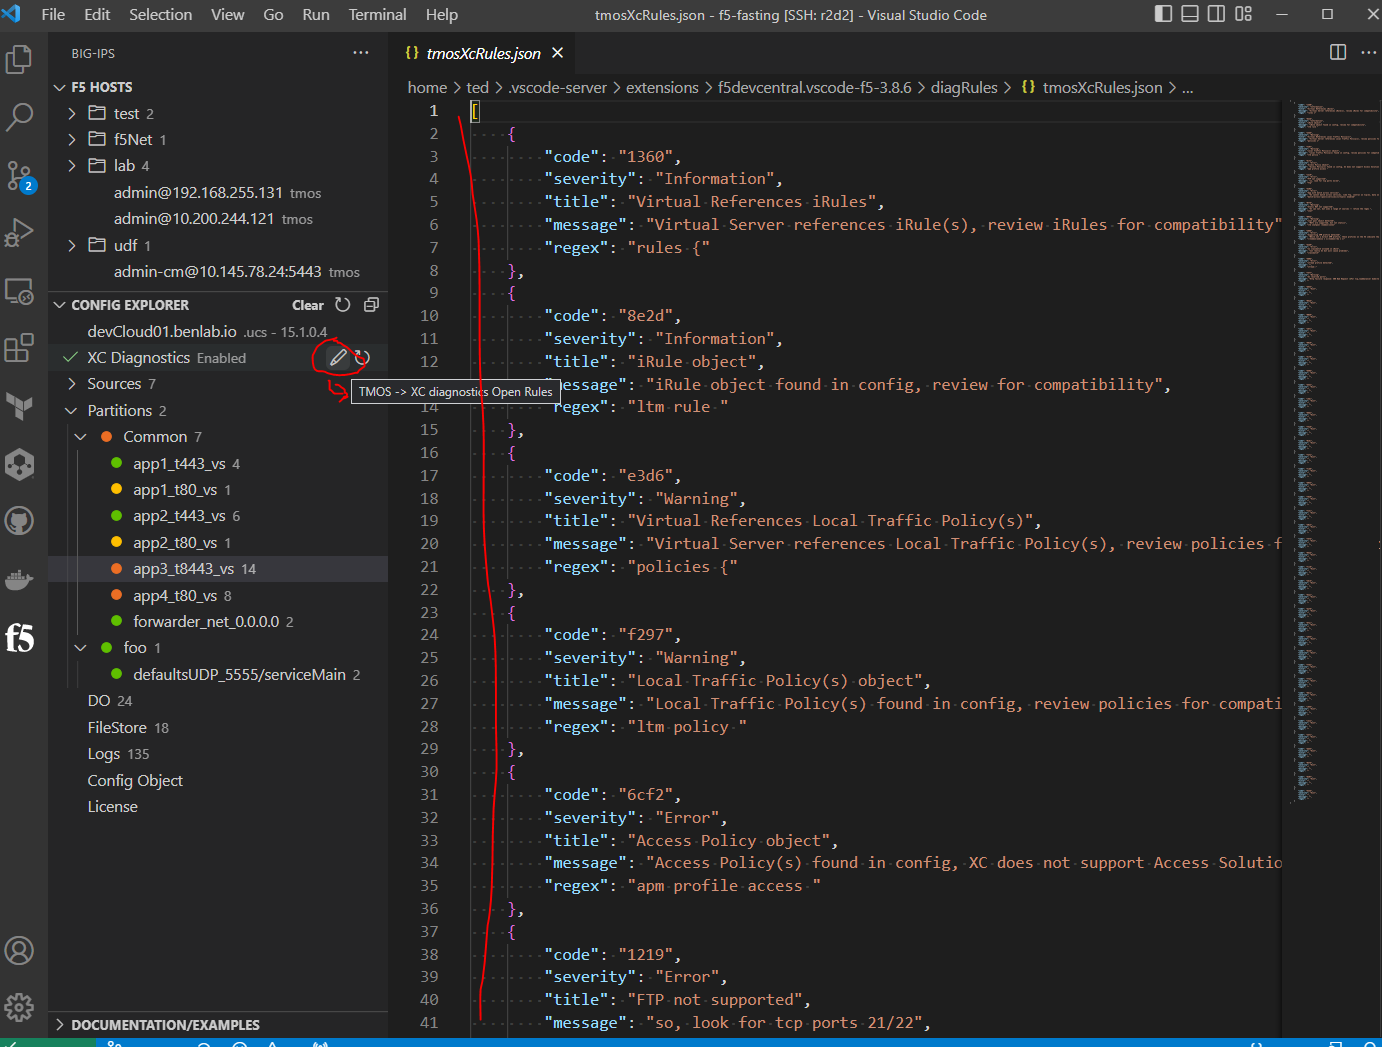 File Edit Selection View Go Run Terminal Help
tmosXcRules.json - f5-fasting [SSH: r2d2] - Visual Studio Code
BIG-IPS
F5 HOSTS
test 2
f5Net 1
lab 4
admin@192.168.255.131 tmos
admin@10.200.244.121 tmos
udf 1
admin-cm@10.145.78.24:5443 tmos
CONFIG EXPLORER Clear
devCloud01.benlab.io .ucs - 15.1.0.4
XC Diagnostics Enabled
TMOS -> XC diagnostics Open Rules
Sources 7
Partitions 2
Common 7
app1_t443_vs 4
app1_t80_vs 1
app2_t443_vs 6
app2_t80_vs 1
app3_t8443_vs 14
app4_t80_vs 8
forwarder_net_0.0.0.0 2
foo 1
defaultsUDP_5555/serviceMain 2
DO 24
FileStore 18
Logs 135
Config Object
License
DOCUMENTATION/EXAMPLES
2
f5
{} tmosXcRules.json
home > ted > .vscode-server > extensions > f5devcentral.vscode-f5-3.8.6 > diagRules > {} tmosXcRules.json > ...
1 [
2 {
3 "code": "1360",
4 "severity": "Information",
5 "title": "Virtual References iRules",
6 "message": "Virtual Server references iRule(s), review iRules for compatibility"
7 "regex": "rules {"
8 },
9 {
10 "code": "8e2d",
11 "severity": "Information",
12 "title": "iRule object",
message": "iRule object found in config, review for compatibility",
14 regex": "ltm rule "
15 },
16 {
17 "code": "e3d6",
18 "severity": "Warning",
19 "title": "Virtual References Local Traffic Policy(s)",
20 "message": "Virtual Server references Local Traffic Policy(s), review policies f
21 "regex": "policies {"
22 },
23 {
24 "code": "f297",
25 "severity": "Warning",
26 "title": "Local Traffic Policy(s) object",
27 "message": "Local Traffic Policy(s) found in config, review policies for compati
28 "regex": "ltm policy "
29 },
30 {
31 "code": "6cf2",
32 "severity": "Error",
33 "title": "Access Policy object",
34 "message": "Access Policy(s) found in config, XC does not support Access Solutio
35 "regex": "apm profile access "
36 },
37 {
38 "code": "1219",
39 "severity": "Error",
40 "title": "FTP not supported",
41 "message": "so, look for tcp ports 21/22",